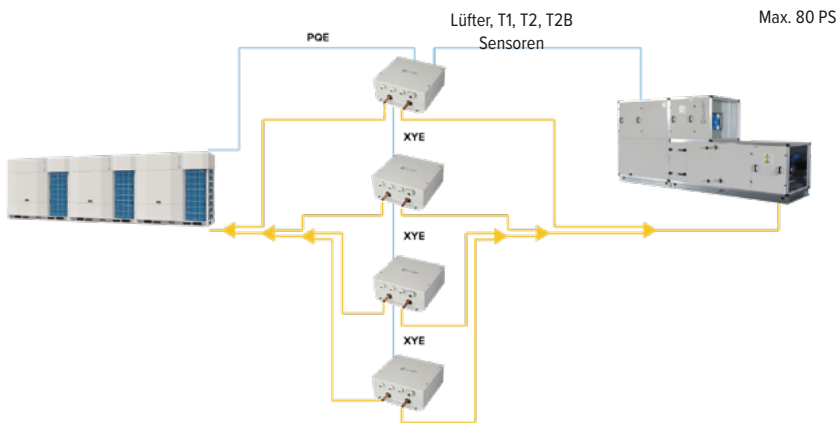 Lüfter, T1, T2, T2B
Sensoren
Max. 80 PS
PQE
XYE
XYE
XYE